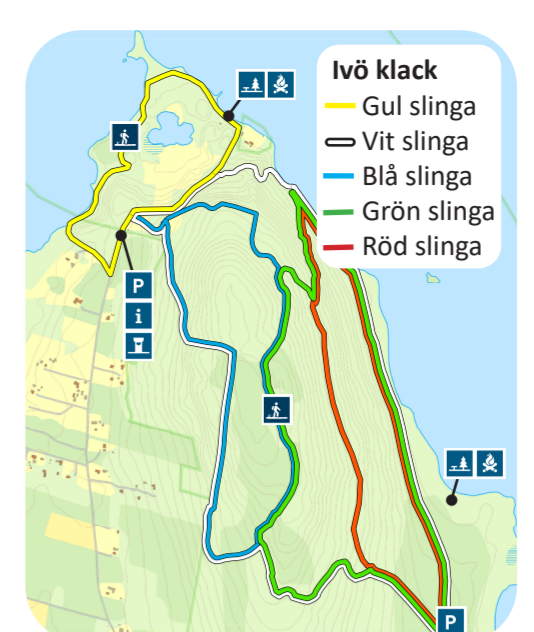 Ivö klack
Gul slinga
Vit slinga
Blå slinga
Grön slinga
Röd slinga
P
i
P